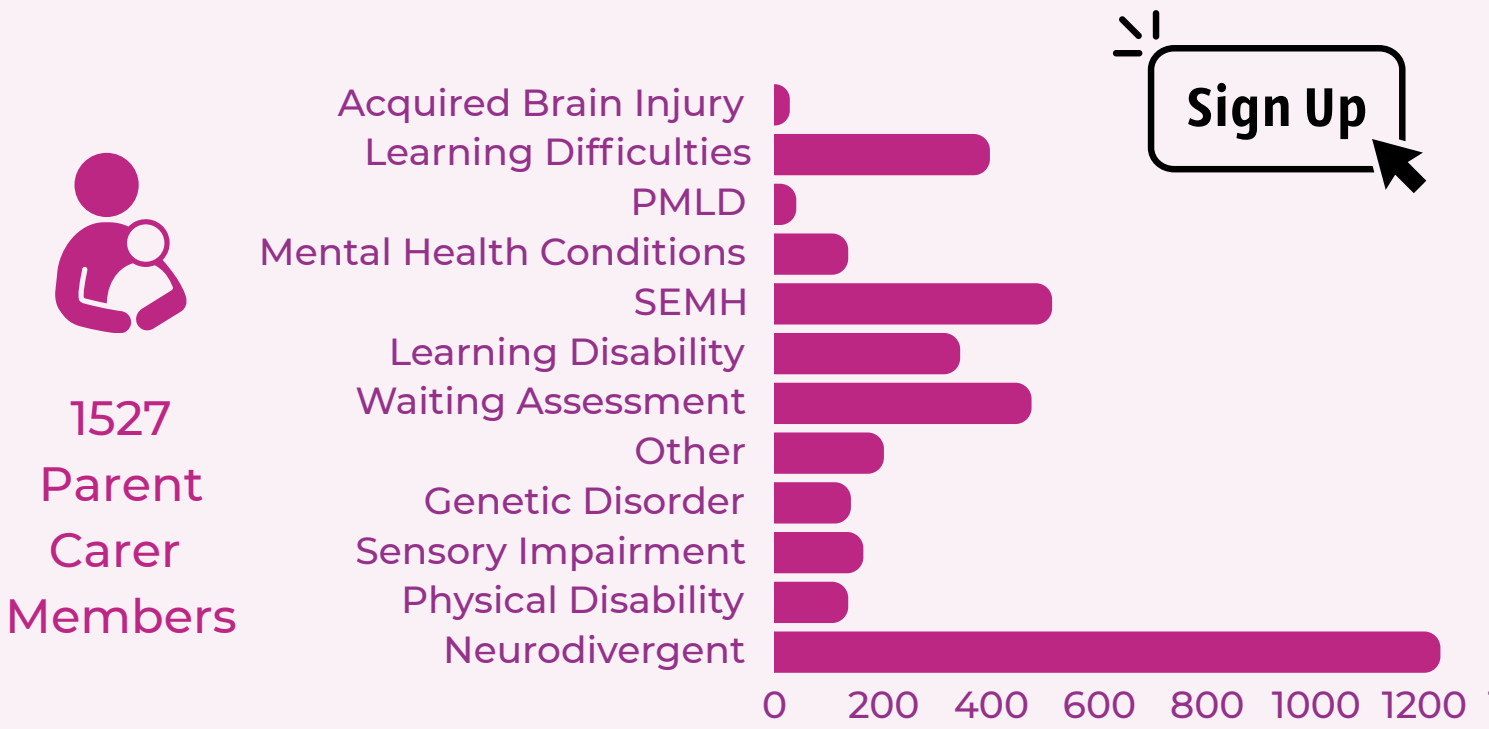 Sign Up
Acquired Brain Injury
Learning Difficulties
PMLD
Mental Health Conditions
SEMH
Learning Disability
Waiting Assessment
Other
Genetic Disorder
Sensory Impairment
Physical Disability
Neurodivergent
0 200 400 600 800 1000 1200
1527
Parent
Carer
Members